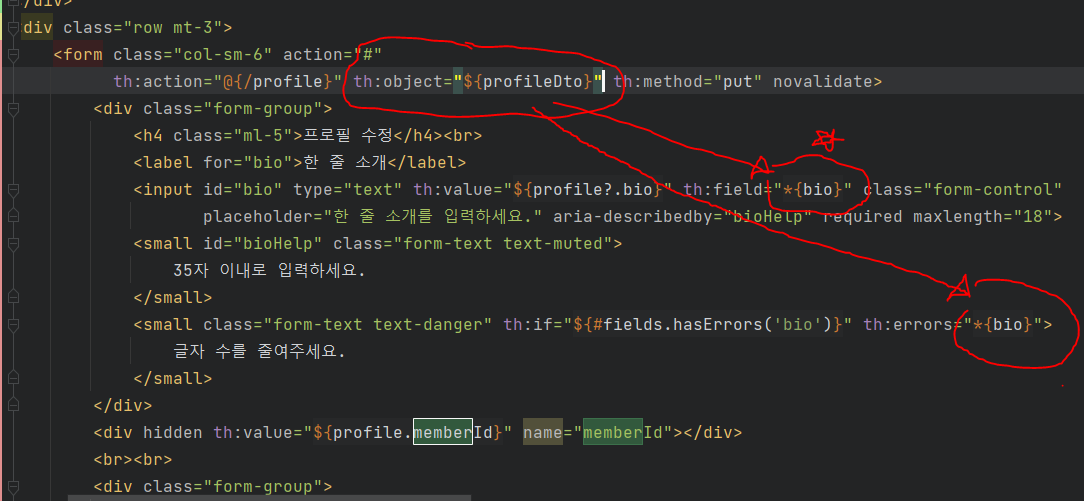 /div>
div class="row mt-3">
<form class="col-sm-6" action="#"
th:action="@{/profile}" th:object="${profileDto}" th:method="put" novalidate>
<div class="form-group">
<h4 class="ml-5">프로필 수정</h4><br>
<label for="bio">한 줄 소개</label>
<input id="bio" type="text" th:value="${profile?.bio}" th:field="*{bio}" class="form-control"
placeholder="한 줄 소개를 입력하세요." aria-describedby="bioHelp" required maxlength="18">
<small id="bioHelp" class="form-text text-muted">
35자 이내로 입력하세요.
</small>
<small class="form-text text-danger" th:if="${#fields.hasErrors('bio')}" th:errors="*{bio}">
글자 수를 줄여주세요.
</small>
</div>
<div hidden th:value="${profile.memberId}" name="memberId"></div>
<br><br>
<div class="form-group">